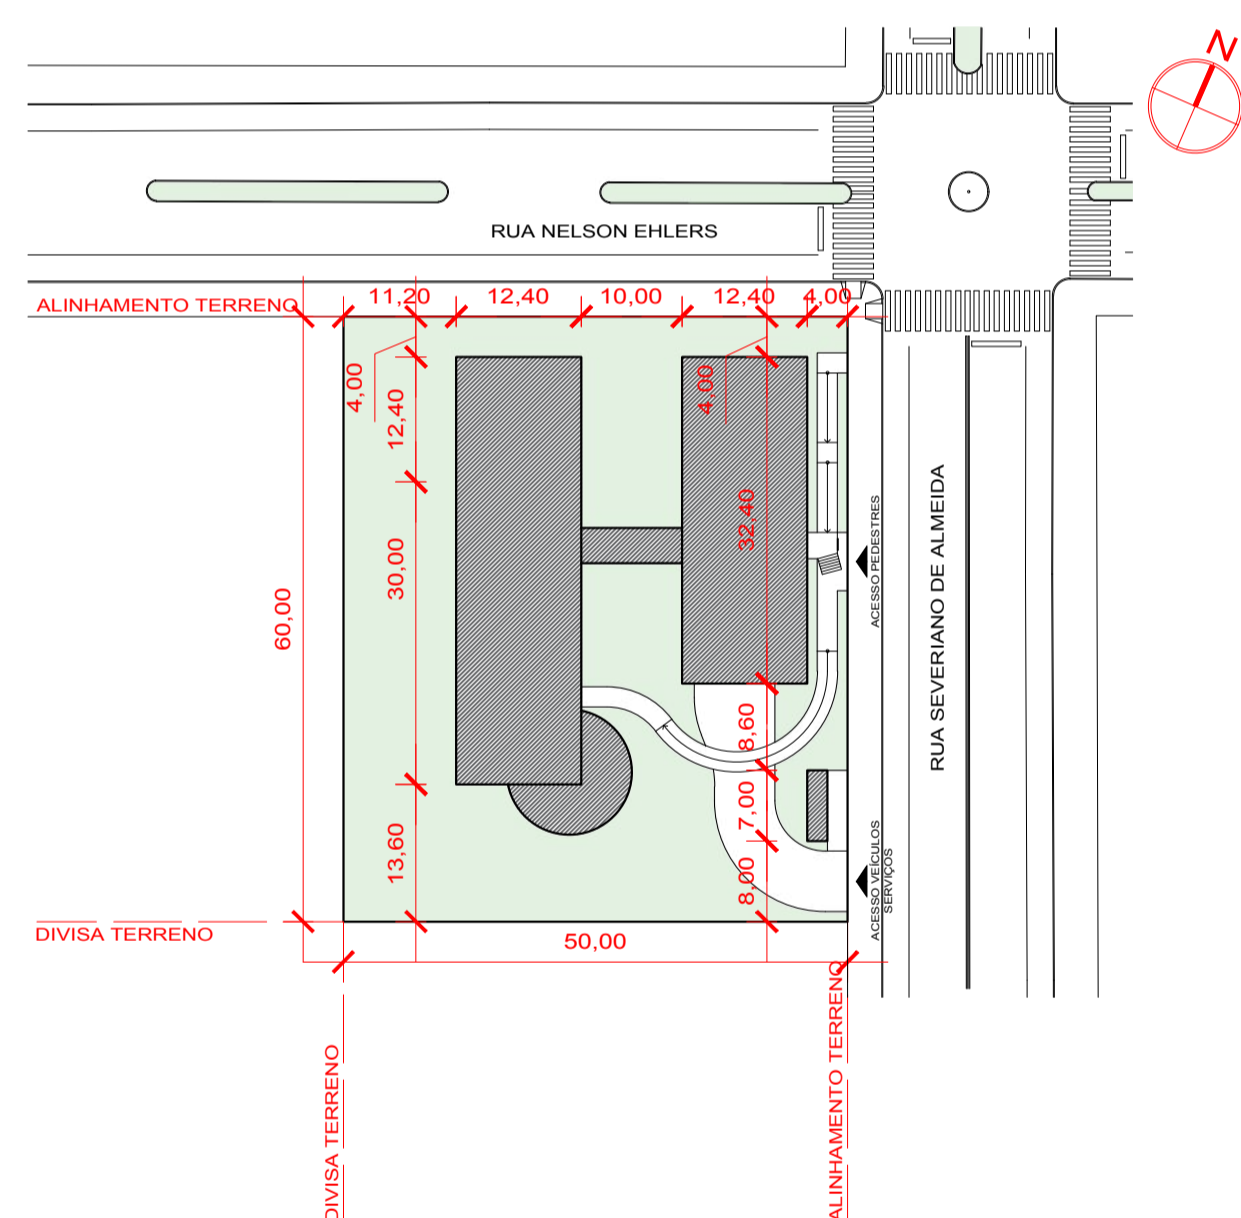 N
RUA NELSON EHLERS
ALINHAMENTO TERRENO
11,20
12,40
10,00
12,40
4,00
4,00
12,40
4,00
32,40
30,00
60,00
ACESSO PEDESTRES
RUA SEVERIANO DE ALMEIDA
8,60
7,00
13,60
8,00
ACESSO VEÍCULOS
SERVIÇOS
DIVISA TERRENO
50,00
DIVISA TERRENO
ALINHAMENTO TERRENO